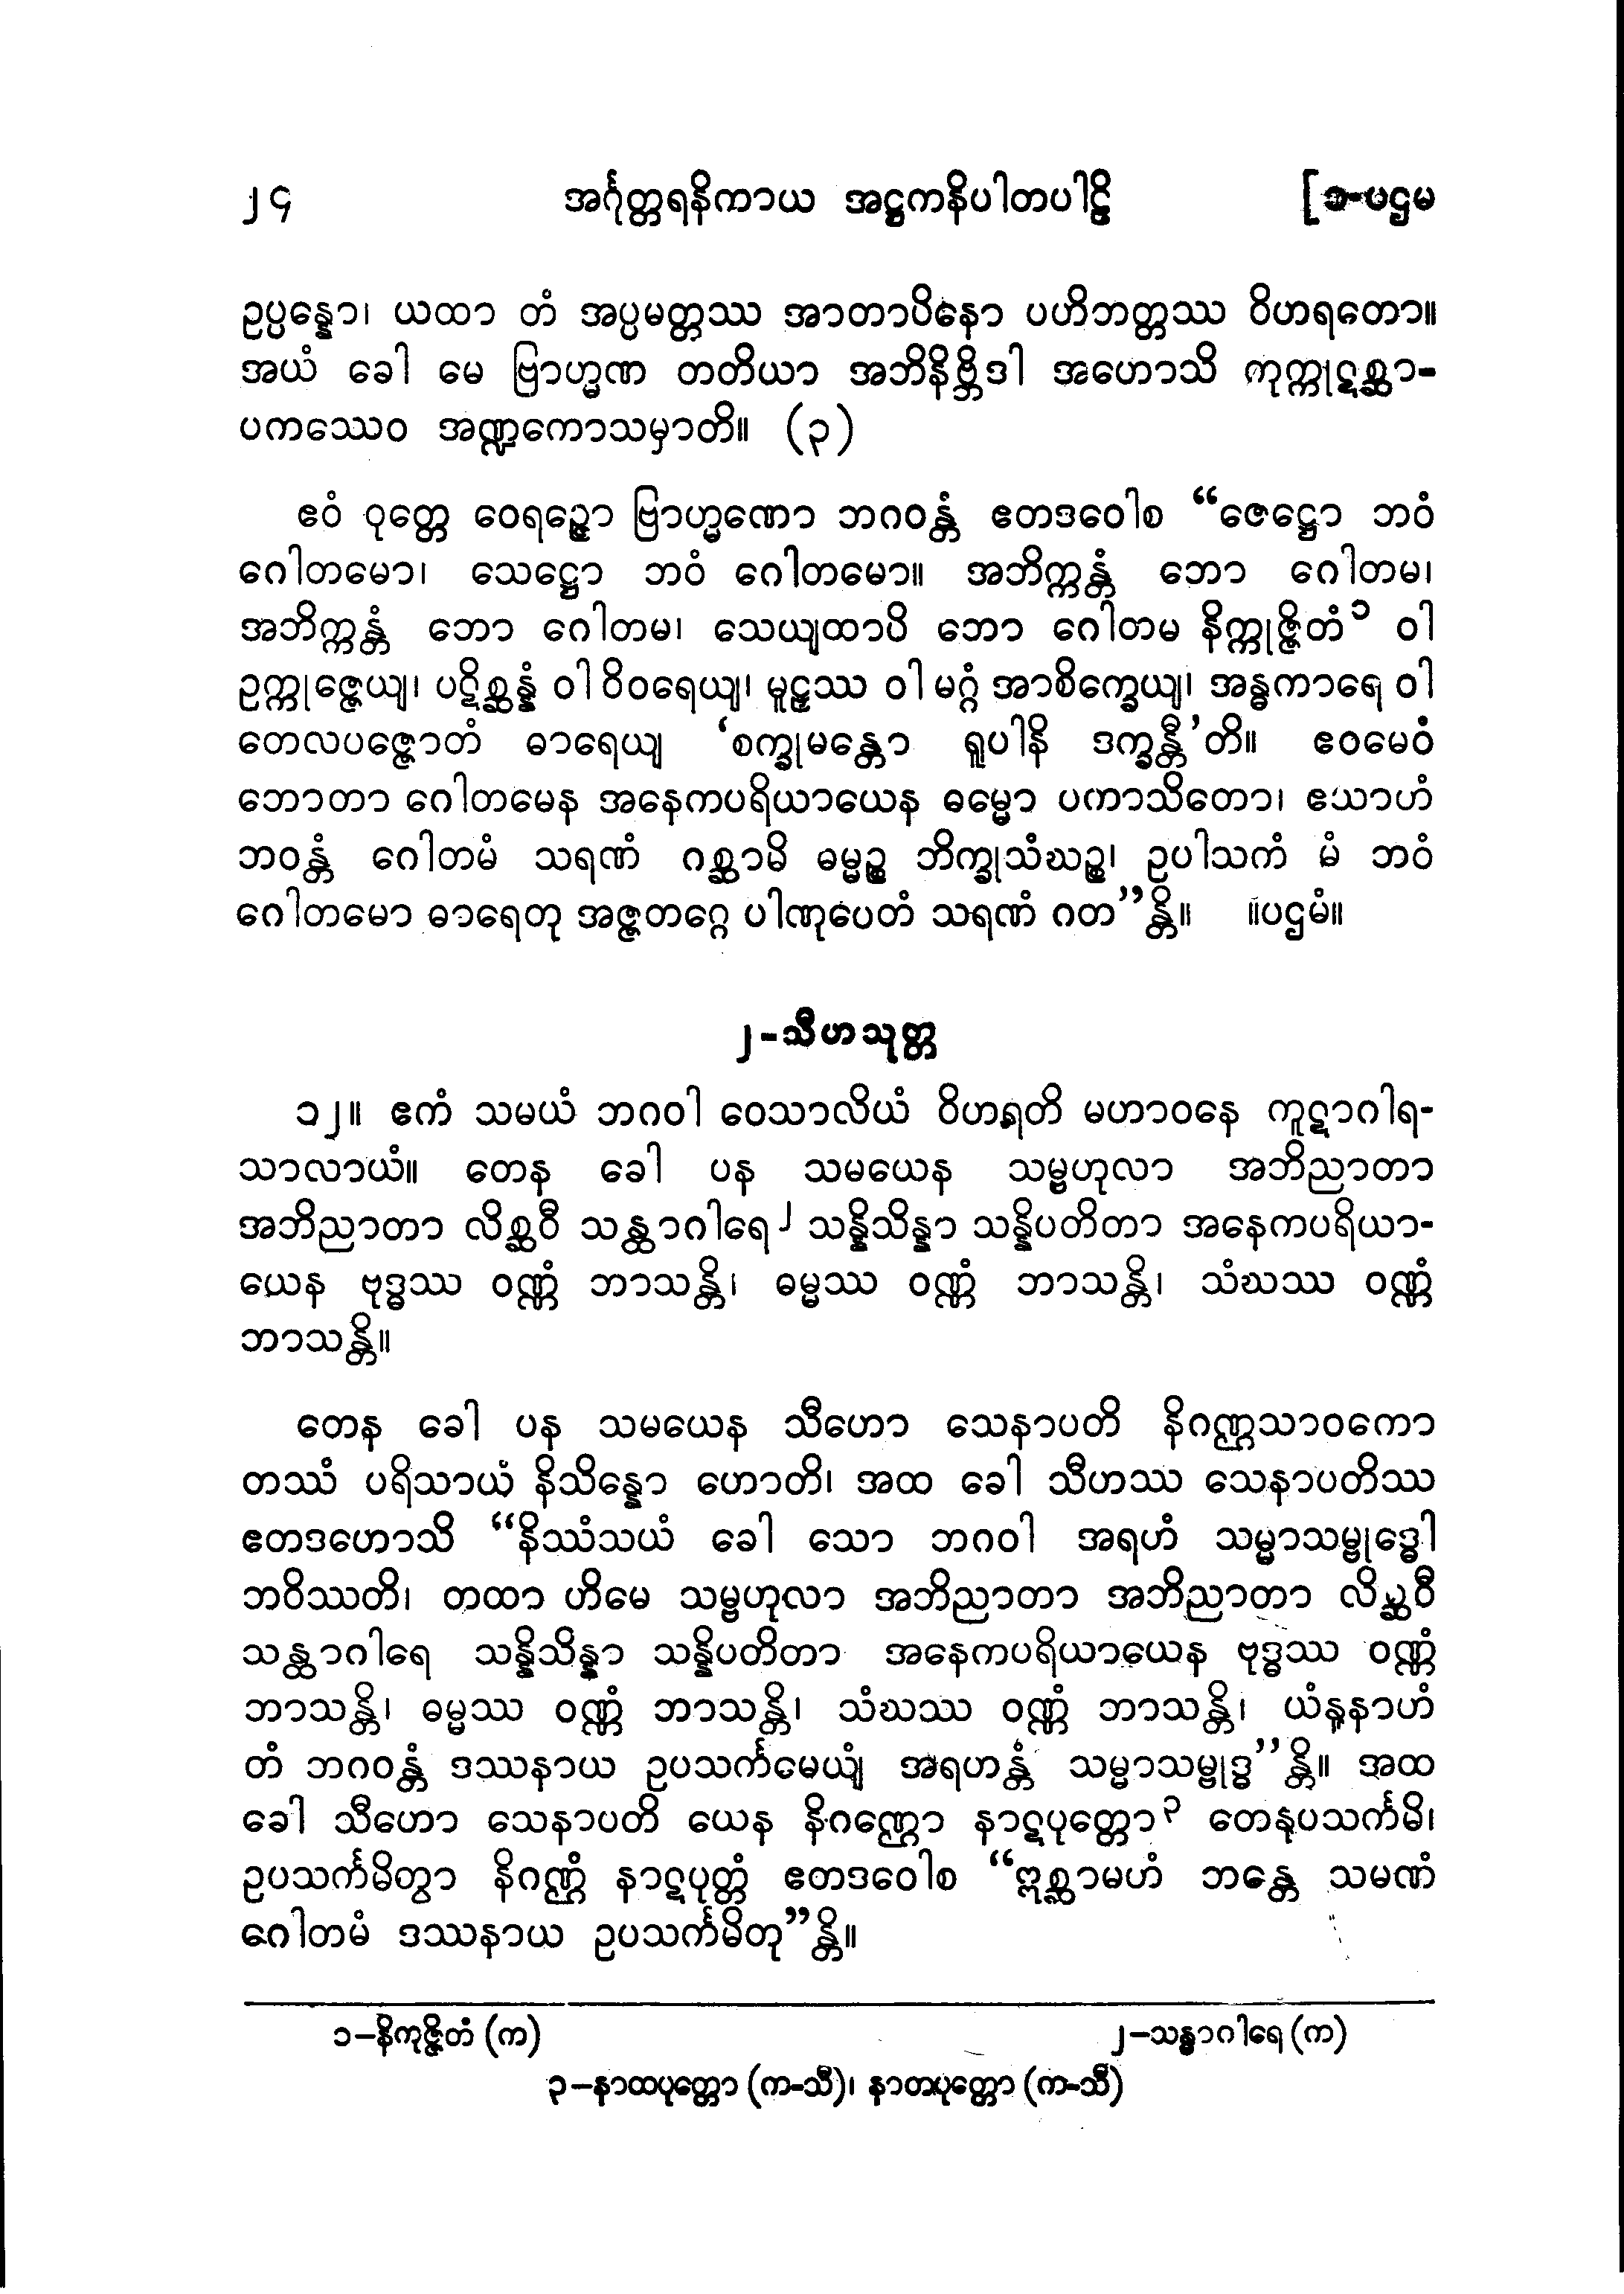 ၂၄ အင်္ဂုတ္တရနိကာယ အဋ္ဌကနိပါတပါဠိ [၁-ပဌမ
ဥပ္ပန္နော၊ ယထာ တံ အပ္ပမတ္တဿ အာတာပိနော ပဟိတတ္တဿ ဝိဟရတော။
အယံ ခေါ မေ ဗြာဟ္မဏ တတိယာ အဘိနိဗ္ဘိဒါ အဟောသိ ကုက္ကုဋစ္ဆာ-
ပကဿေဝ အဏ္ဍကောသမှာတိ။ (၃)
ဧဝံ ဝုတ္တေ ဝေရဉ္ဇော ဗြာဟ္မဏော ဘဂဝန္တံ ဧတဒဝေါစ “ဇေဋ္ဌော ဘဝံ
ဂေါတမော၊ သေဋ္ဌော ဘဝံ ဂေါတမော။ အဘိက္ကန္တံ ဘော ဂေါတမ၊
အဘိက္ကန္တံ ဘော ဂေါတမ၊ သေယျထာပိ ဘော ဂေါတမ နိက္ကုဇ္ဇိတံ၁ ဝါ
ဥက္ကုဇ္ဇေယျ၊ ပဋိစ္ဆန္နံ ဝါ ဝိဝရေယျ၊ မူဠှဿ ဝါ မဂ္ဂံ အာစိက္ခေယျ၊ အန္ဓကာရေ ဝါ
တေလပဇ္ဇောတံ ဓာရေယျ ‘စက္ခုမန္တော ရူပါနိ ဒက္ခန္တီ’တိ။ ဧဝမေဝံ
ဘောတာ ဂေါတမေန အနေကပရိယာယေန ဓမ္မော ပကာသိတော၊ ဧသာဟံ
ဘဝန္တံ ဂေါတမံ သရဏံ ဂစ္ဆာမိ ဓမ္မဉ္စ ဘိက္ခုသံဃဉ္စ၊ ဥပါသကံ မံ ဘဝံ
ဂေါတမော ဓာရေတု အဇ္ဇတဂ္ဂေ ပါဏုပေတံ သရဏံ ဂတ”န္တိ။ ။ပဌမံ။
၂-သီဟသုတ္တ
၁၂။ ဧကံ သမယံ ဘဂဝါ ဝေသာလိယံ ဝိဟရတိ မဟာဝနေ ကူဋာဂါရ-
သာလာယံ။ တေန ခေါ ပန သမယေန သမ္ဗဟုလာ အဘိညာတာ
အဘိညာတာ လိစ္ဆဝီ သန္ထာဂါရေ၂ သန္နိသိန္နာ သန္နိပတိတာ အနေကပရိယာ-
ယေန ဗုဒ္ဓဿ ဝဏ္ဏံ ဘာသန္တိ၊ ဓမ္မဿ ဝဏ္ဏံ ဘာသန္တိ၊ သံဃဿ ဝဏ္ဏံ
ဘာသန္တိ။
တေန ခေါ ပန သမယေန သီဟော သေနာပတိ နိဂဏ္ဌသာဝကော
တဿံ ပရိသာယံ နိသိန္နော ဟောတိ၊ အထ ခေါ သီဟဿ သေနာပတိဿ
ဧတဒဟောသိ “နိဿံသယံ ခေါ သော ဘဂဝါ အရဟံ သမ္မာသမ္ဗုဒ္ဓေါ
ဘဝိဿတိ၊ တထာ ဟိမေ သမ္ဗဟုလာ အဘိညာတာ အဘိညာတာ လိစ္ဆဝီ
သန္ထာဂါရေ သန္နိသိန္နာ သန္နိပတိတာ အနေကပရိယာယေန ဗုဒ္ဓဿ ဝဏ္ဏံ
ဘာသန္တိ၊ ဓမ္မဿ ဝဏ္ဏံ ဘာသန္တိ၊ သံဃဿ ဝဏ္ဏံ ဘာသန္တိ၊ ယံနူနာဟံ
တံ ဘဂဝန္တံ ဒဿနာယ ဥပသင်္ကမေယျံ အရဟန္တံ သမ္မာသမ္ဗုဒ္ဓ”န္တိ။ အထ
ခေါ သီဟော သေနာပတိ ယေန နိဂဏ္ဌော နာဋပုတ္တော၃ တေနုပသင်္ကမိ၊
ဥပသင်္ကမိတွာ နိဂဏ္ဌံ နာဋပုတ္တံ ဧတဒဝေါစ “ဣစ္ဆာမဟံ ဘန္တေ သမဏံ
ဂေါတမံ ဒဿနာယ ဥပသင်္ကမိတု”န္တိ။
၁–နိကုဇ္ဇိတံ (က) ၂–သန္ဓာဂါရေ (က)
၃–နာထပုတ္တော (က-သီ)၊ နာတပုတ္တော (က-သီ)